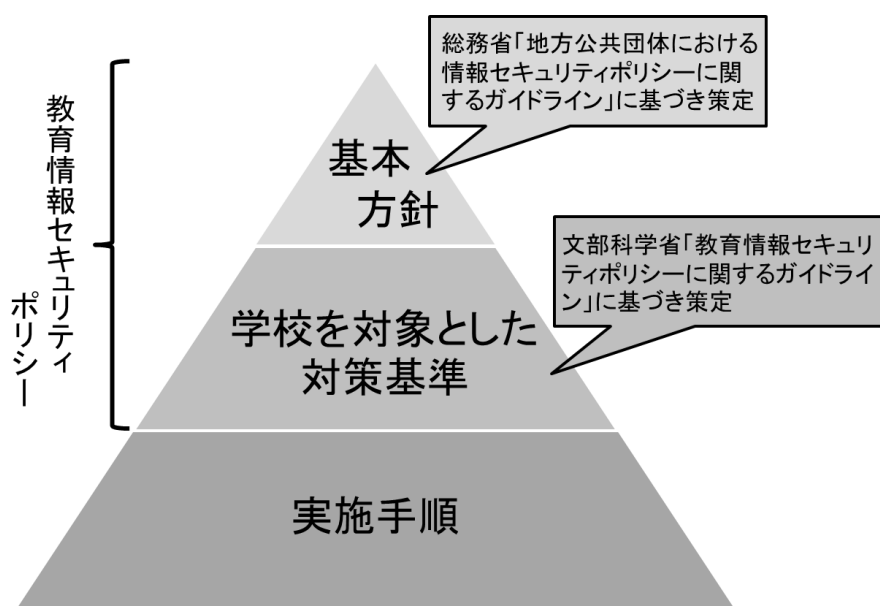 総務省「地方公共団体における
情報セキュリティポリシーに関
するガイドライン」に基づき策定
教育情報セキュリティ
ポリシー
基本
方針
文部科学省「教育情報セキュリ
ティポリシーに関するガイドライ
ン」に基づき策定
学校を対象とした
対策基準
実施手順